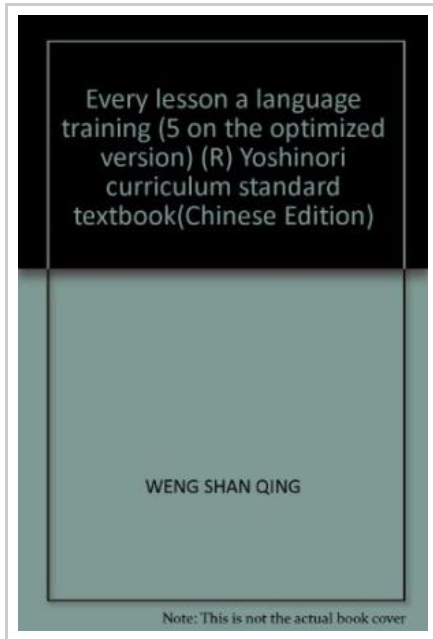 Every lesson a language
training (5 on the optimized
version) (R) Yoshinori
curriculum standard
textbook(Chinese Edition)
WENG SHAN QING
Note: This is not the actual book cover